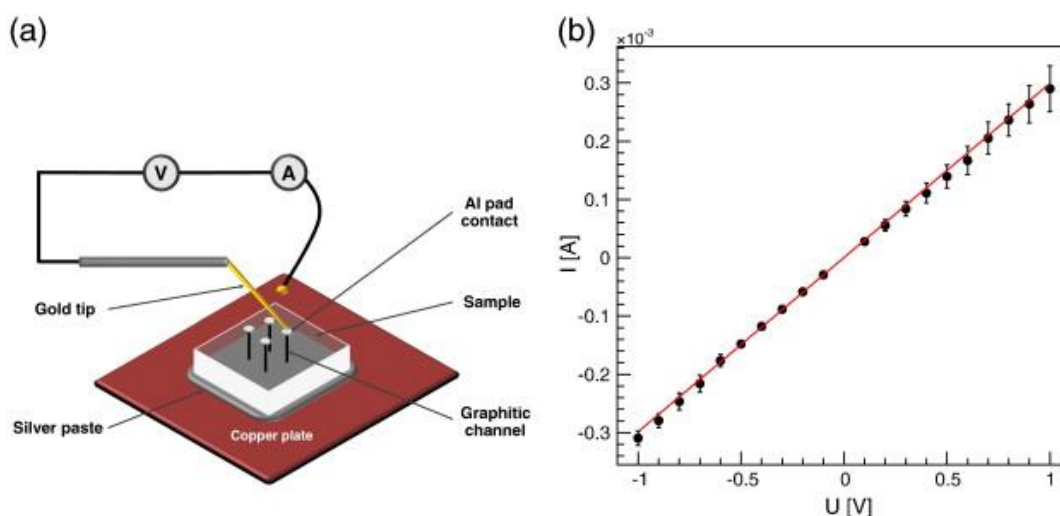 (a)
V
A
Al pad
contact
Gold tip
Sample
Silver paste
Copper plate
Graphitic
channel
(b)
×10⁻³
0.3
0.2
0.1
0
-0.1
-0.2
-0.3
I [A]
-1
-0.5
0
0.5
1
U [V]